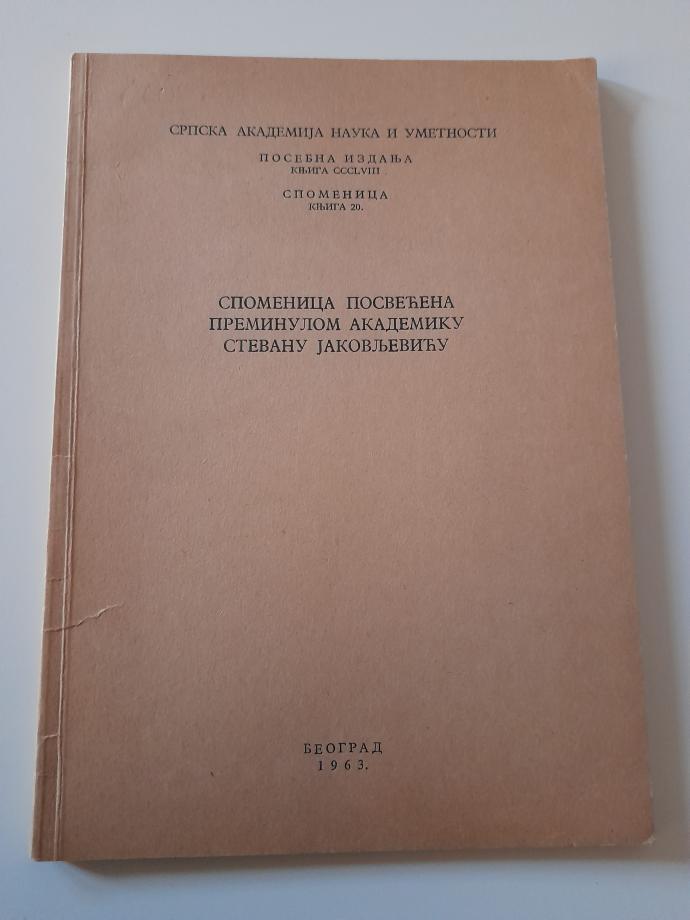 СРПСКА АКАДЕМИЈА НАУКА И УМЕТНОСТИ
ПОСЕБНА ИЗДАЊА
КЊИГА CCCLVIII
СПОМЕНИЦА
КЊИГА 20.
СПОМЕНИЦА ПОСВЕЋЕНА
ПРЕМИНУЛОМ АКАДЕМИКУ
СТЕВАНУ ЈАКОВЉЕВИЋУ
БЕОГРАД
1963.